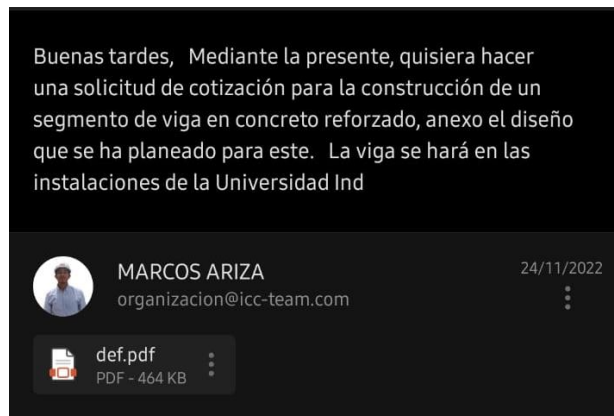 Buenas tardes,   Mediante la presente, quisiera hacer
una solicitud de cotización para la construcción de un
segmento de viga en concreto reforzado, anexo el diseño
que se ha planeado para este.   La viga se hará en las
instalaciones de la Universidad Ind
MARCOS ARIZA
24/11/2022
organizacion@icc-team.com
def.pdf
PDF - 464 KB